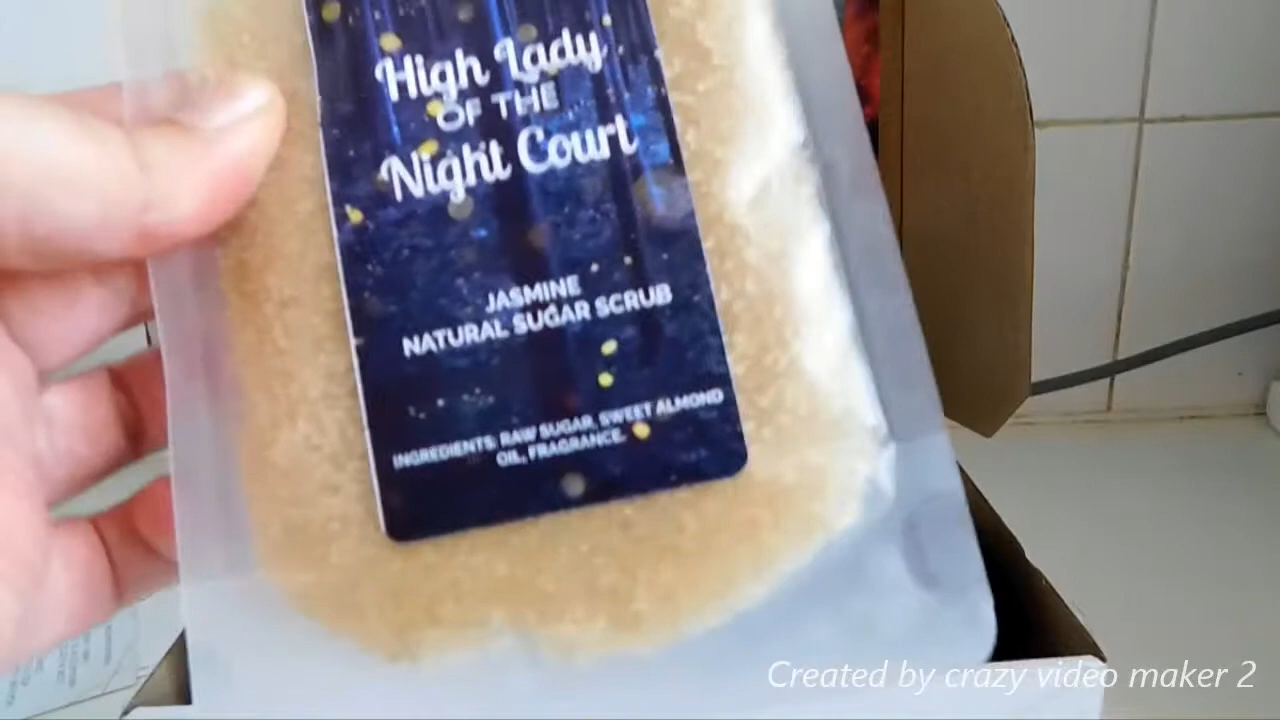 High Lady
OF THE
Night Court
JASMINE
NATURAL SUGAR SCRUB
INGREDIENTS: RAW SUGAR, SWEET ALMOND
OIL, FRAGRANCE.
Created by crazy video maker 2